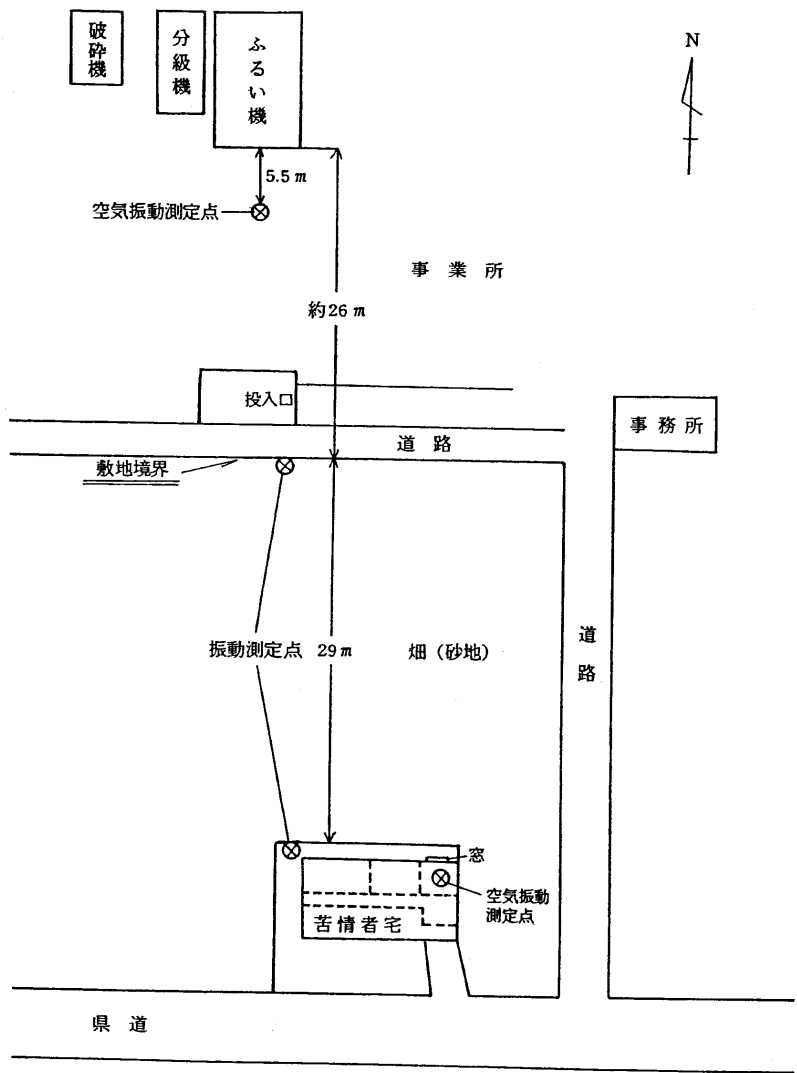 破砕機
分級機
ふるい機
N
5.5m
空気振動測定点
事業所
約26m
投入口
事務所
道路
敷地境界
振動測定点
29m
畑（砂地）
道路
窓
空気振動
測定点
苦情者宅
県道